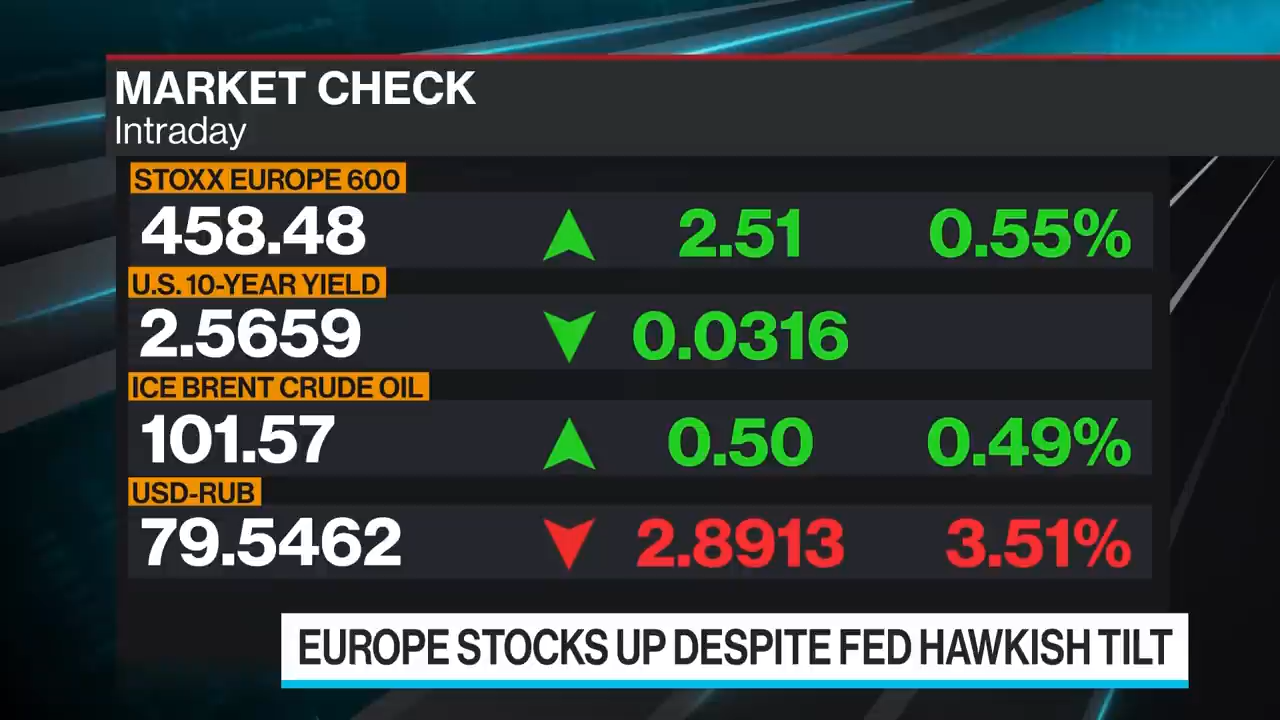 MARKET CHECK
Intraday
STOXX EUROPE 600
458.48 ▲ 2.51 0.55%
U.S. 10-YEAR YIELD
2.5659 ▼ 0.0316
ICE BRENT CRUDE OIL
101.57 ▲ 0.50 0.49%
USD-RUB
79.5462 ▼ 2.8913 3.51%
EUROPE STOCKS UP DESPITE FED HAWKISH TILT